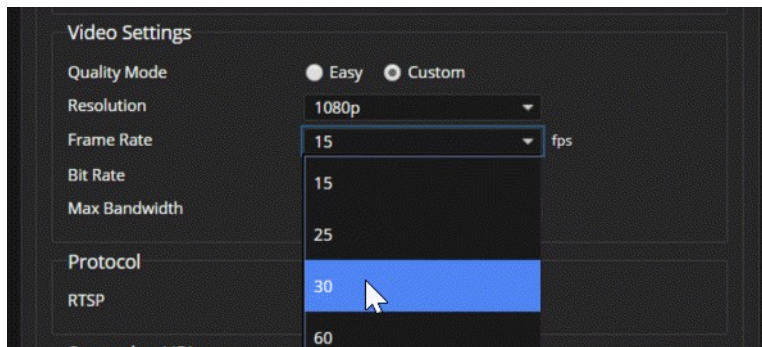 Video Settings
Quality Mode Easy Custom
Resolution 1080p
Frame Rate 15 fps
15
Bit Rate
Max Bandwidth
25
Protocol
30
RTSP
60